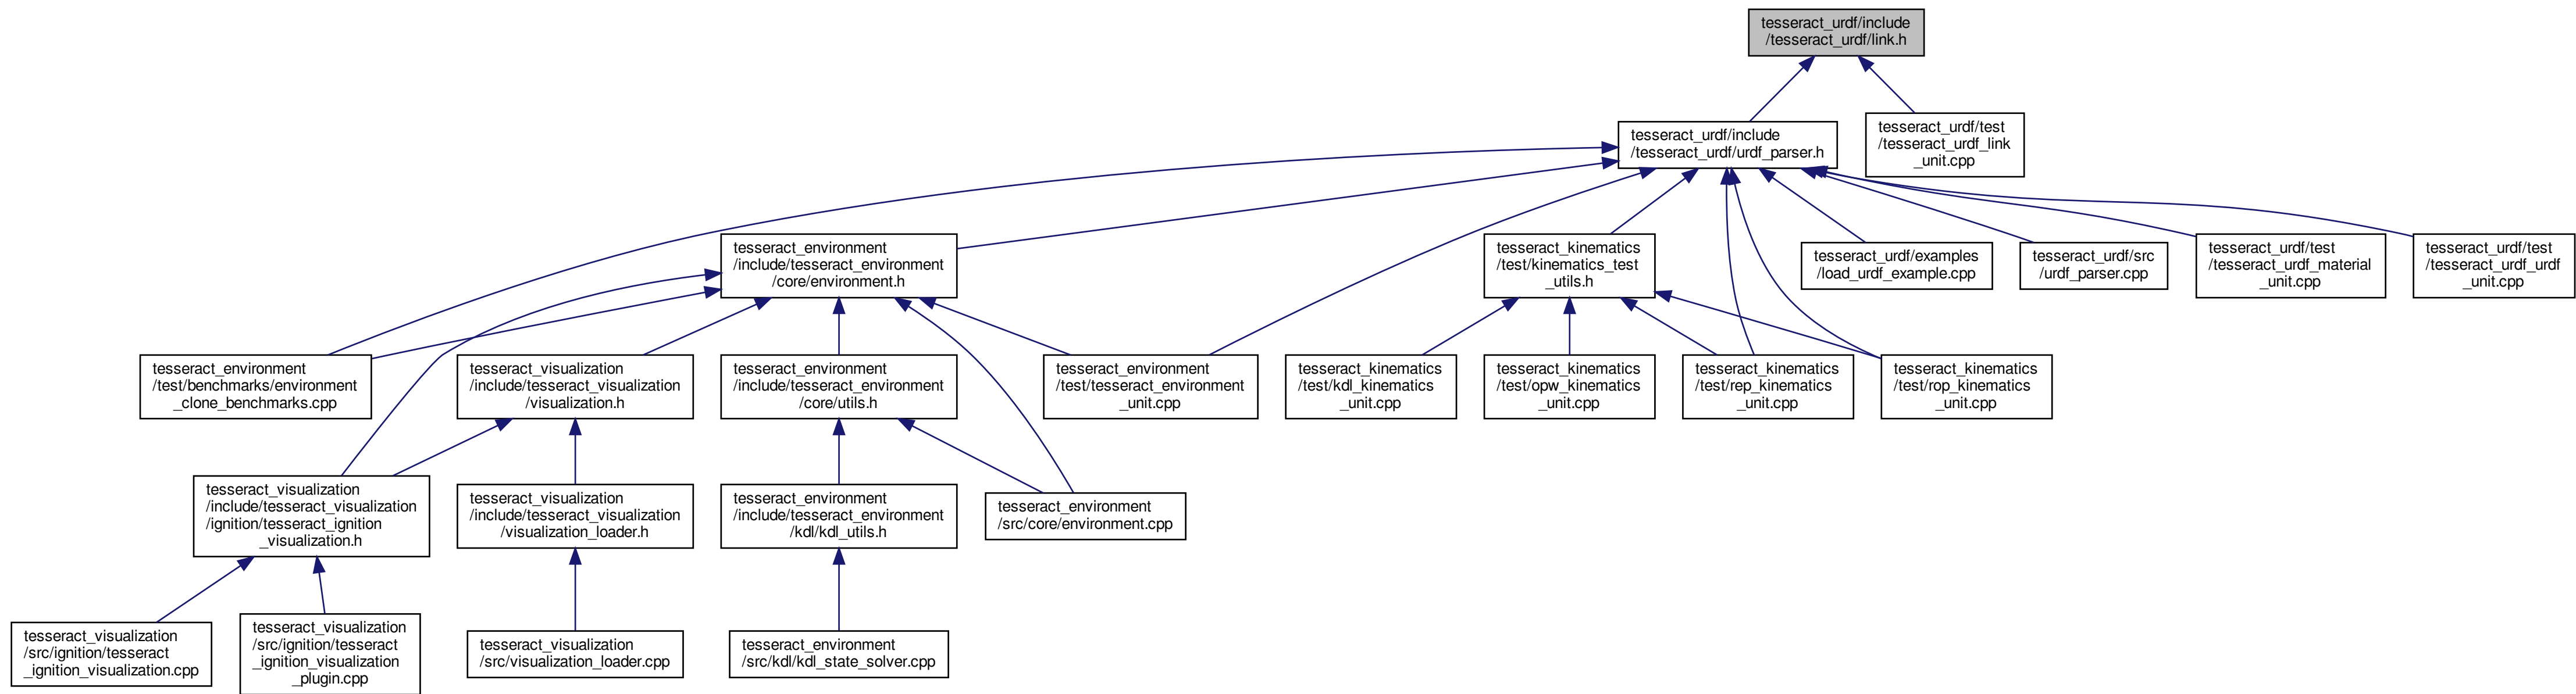 tesseract_urdf/include
/tesseract_urdf/link.h
tesseract_urdf/include
/tesseract_urdf/urdf_parser.h
tesseract_urdf/test
/tesseract_urdf_link
_unit.cpp
tesseract_environment
/include/tesseract_environment
/core/environment.h
tesseract_kinematics
/test/kinematics_test
_utils.h
tesseract_urdf/examples
/load_urdf_example.cpp
tesseract_urdf/src
/urdf_parser.cpp
tesseract_urdf/test
/tesseract_urdf_material
_unit.cpp
tesseract_urdf/test
/tesseract_urdf_urdf
_unit.cpp
tesseract_environment
/test/benchmarks/environment
_clone_benchmarks.cpp
tesseract_visualization
/include/tesseract_visualization
/visualization.h
tesseract_environment
/include/tesseract_environment
/core/utils.h
tesseract_environment
/test/tesseract_environment
_unit.cpp
tesseract_kinematics
/test/kdl_kinematics
_unit.cpp
tesseract_kinematics
/test/opw_kinematics
_unit.cpp
tesseract_kinematics
/test/rep_kinematics
_unit.cpp
tesseract_kinematics
/test/rop_kinematics
_unit.cpp
tesseract_visualization
/include/tesseract_visualization
/ignition/tesseract_ignition
_visualization.h
tesseract_visualization
/include/tesseract_visualization
/visualization_loader.h
tesseract_environment
/include/tesseract_environment
/kdl/kdl_utils.h
tesseract_environment
/src/core/environment.cpp
tesseract_visualization
/src/ignition/tesseract
_ignition_visualization.cpp
tesseract_visualization
/src/ignition/tesseract
_ignition_visualization
_plugin.cpp
tesseract_visualization
/src/visualization_loader.cpp
tesseract_environment
/src/kdl/kdl_state_solver.cpp